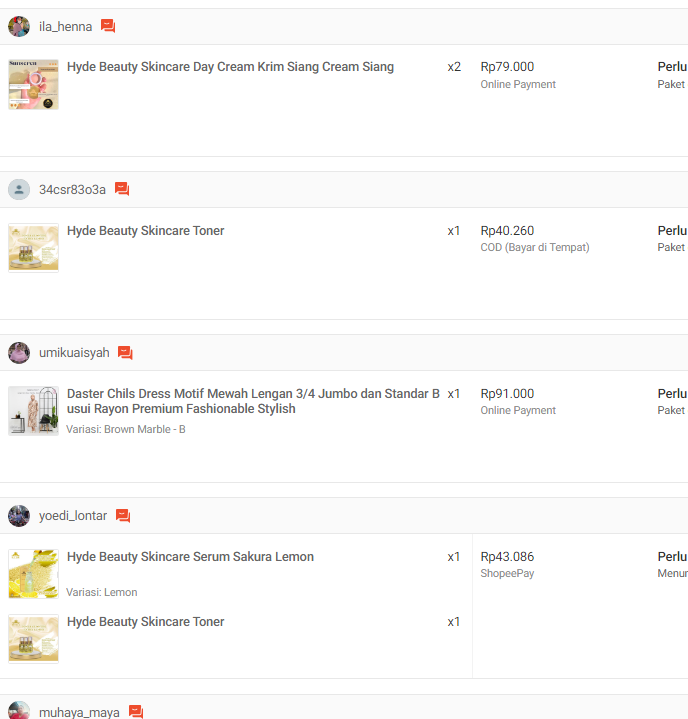 ila_henna
Sunscreen
Hyde Beauty Skincare Day Cream Krim Siang Cream Siang
x2
Rp79.000
Online Payment
Perlu
Paket
34csr83o3a
Hyde Beauty Skincare Toner
x1
Rp40.260
COD (Bayar di Tempat)
Perlu
Paket
umikuaisyah
Daster Chils Dress Motif Mewah Lengan 3/4 Jumbo dan Standar B
usui Rayon Premium Fashionable Stylish
Variasi: Brown Marble - B
x1
Rp91.000
Online Payment
Perlu
Paket
yoedi_lontar
Hyde Beauty Skincare Serum Sakura Lemon
Variasi: Lemon
x1
Rp43.086
ShopeePay
Perlu
Menun
Hyde Beauty Skincare Toner
x1
muhaya_maya